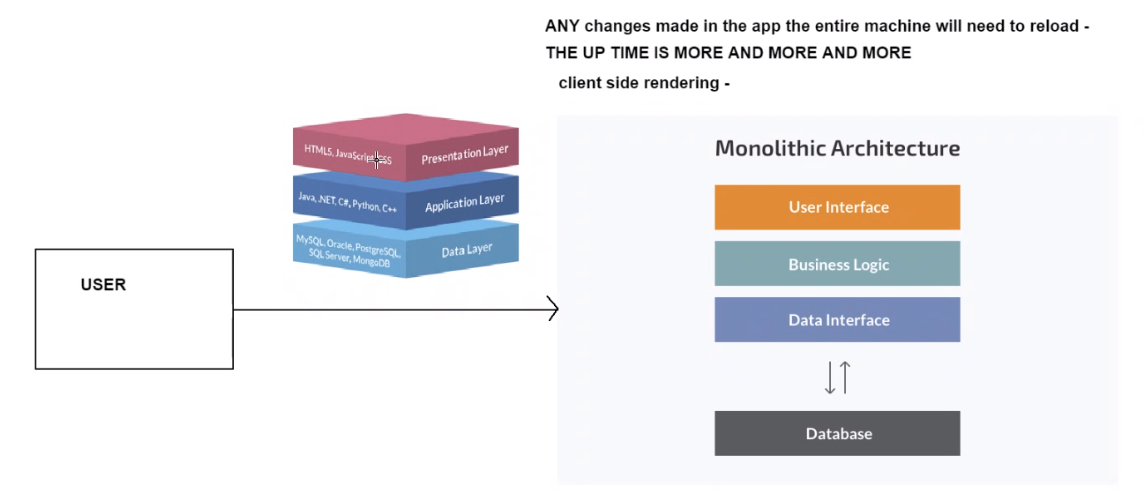 ANY changes made in the app the entire machine will need to reload -
THE UP TIME IS MORE AND MORE AND MORE
client side rendering -
HTML5, JavaScript, CSS
Presentation Layer
Java, .NET, C#, Python, C++
Application Layer
MySQL, Oracle, PostgreSQL,
SQL Server, MongoDB
Data Layer
USER
Monolithic Architecture
User Interface
Business Logic
Data Interface
Database